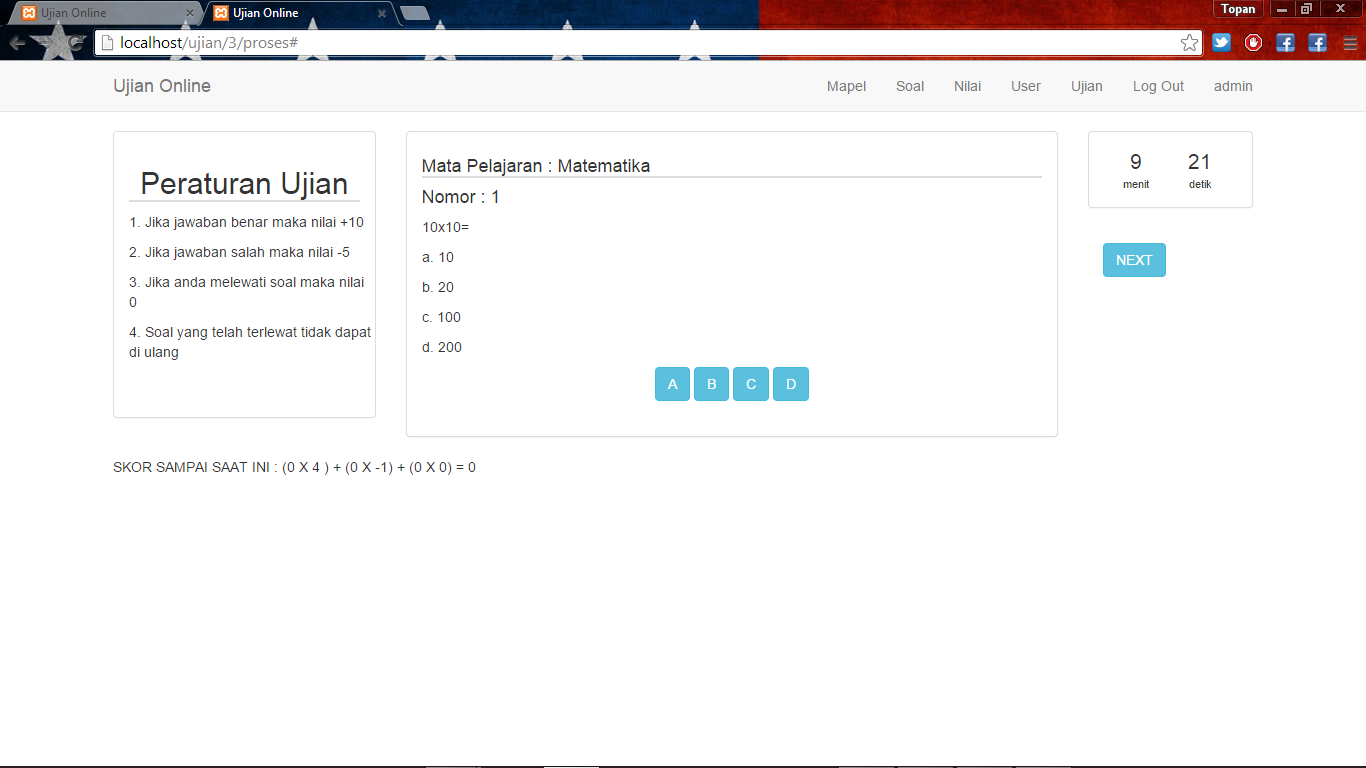 Ujian Online
Ujian Online
Topan
localhost/ujian/3/proses#
Ujian Online
Mapel
Soal
Nilai
User
Ujian
Log Out
admin
Peraturan Ujian
1. Jika jawaban benar maka nilai +10
2. Jika jawaban salah maka nilai -5
3. Jika anda melewati soal maka nilai
0
4. Soal yang telah terlewat tidak dapat
di ulang
Mata Pelajaran : Matematika
Nomor : 1
10x10=
a. 10
b. 20
c. 100
d. 200
A B C D
9 21
menit detik
NEXT
SKOR SAMPAI SAAT INI : (0 X 4 ) + (0 X -1) + (0 X 0) = 0